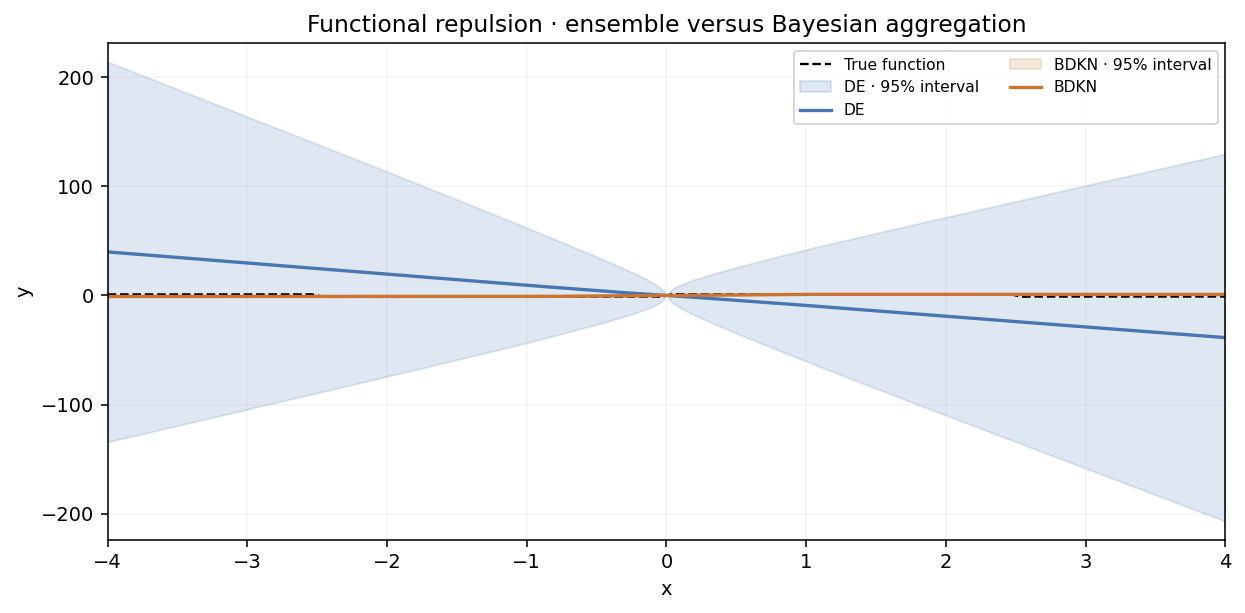 Functional repulsion · ensemble versus Bayesian aggregation
True function
DE · 95% interval
DE
BDKN · 95% interval
BDKN
y
200
100
0
−100
−200
−4
−3
−2
−1
0
1
2
3
4
x